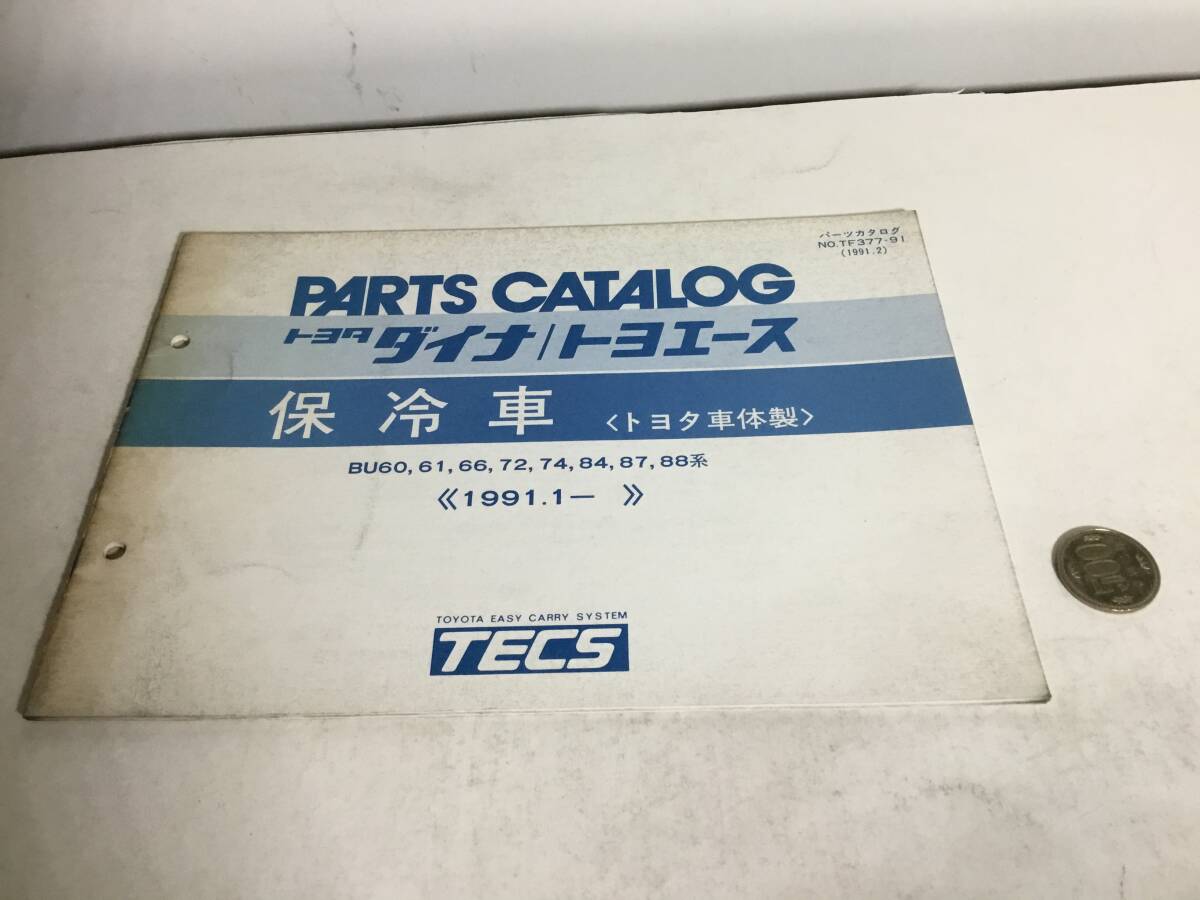 パーツカタログ
NO.TF377-91
(1991.2)
PARTS CATALOG
トヨタ ダイナ/トヨエース
保冷車 〈トヨタ車体製〉
BU60, 61, 66, 72, 74, 84, 87, 88系
《1991.1— 》
TOYOTA EASY CARRY SYSTEM
TECS